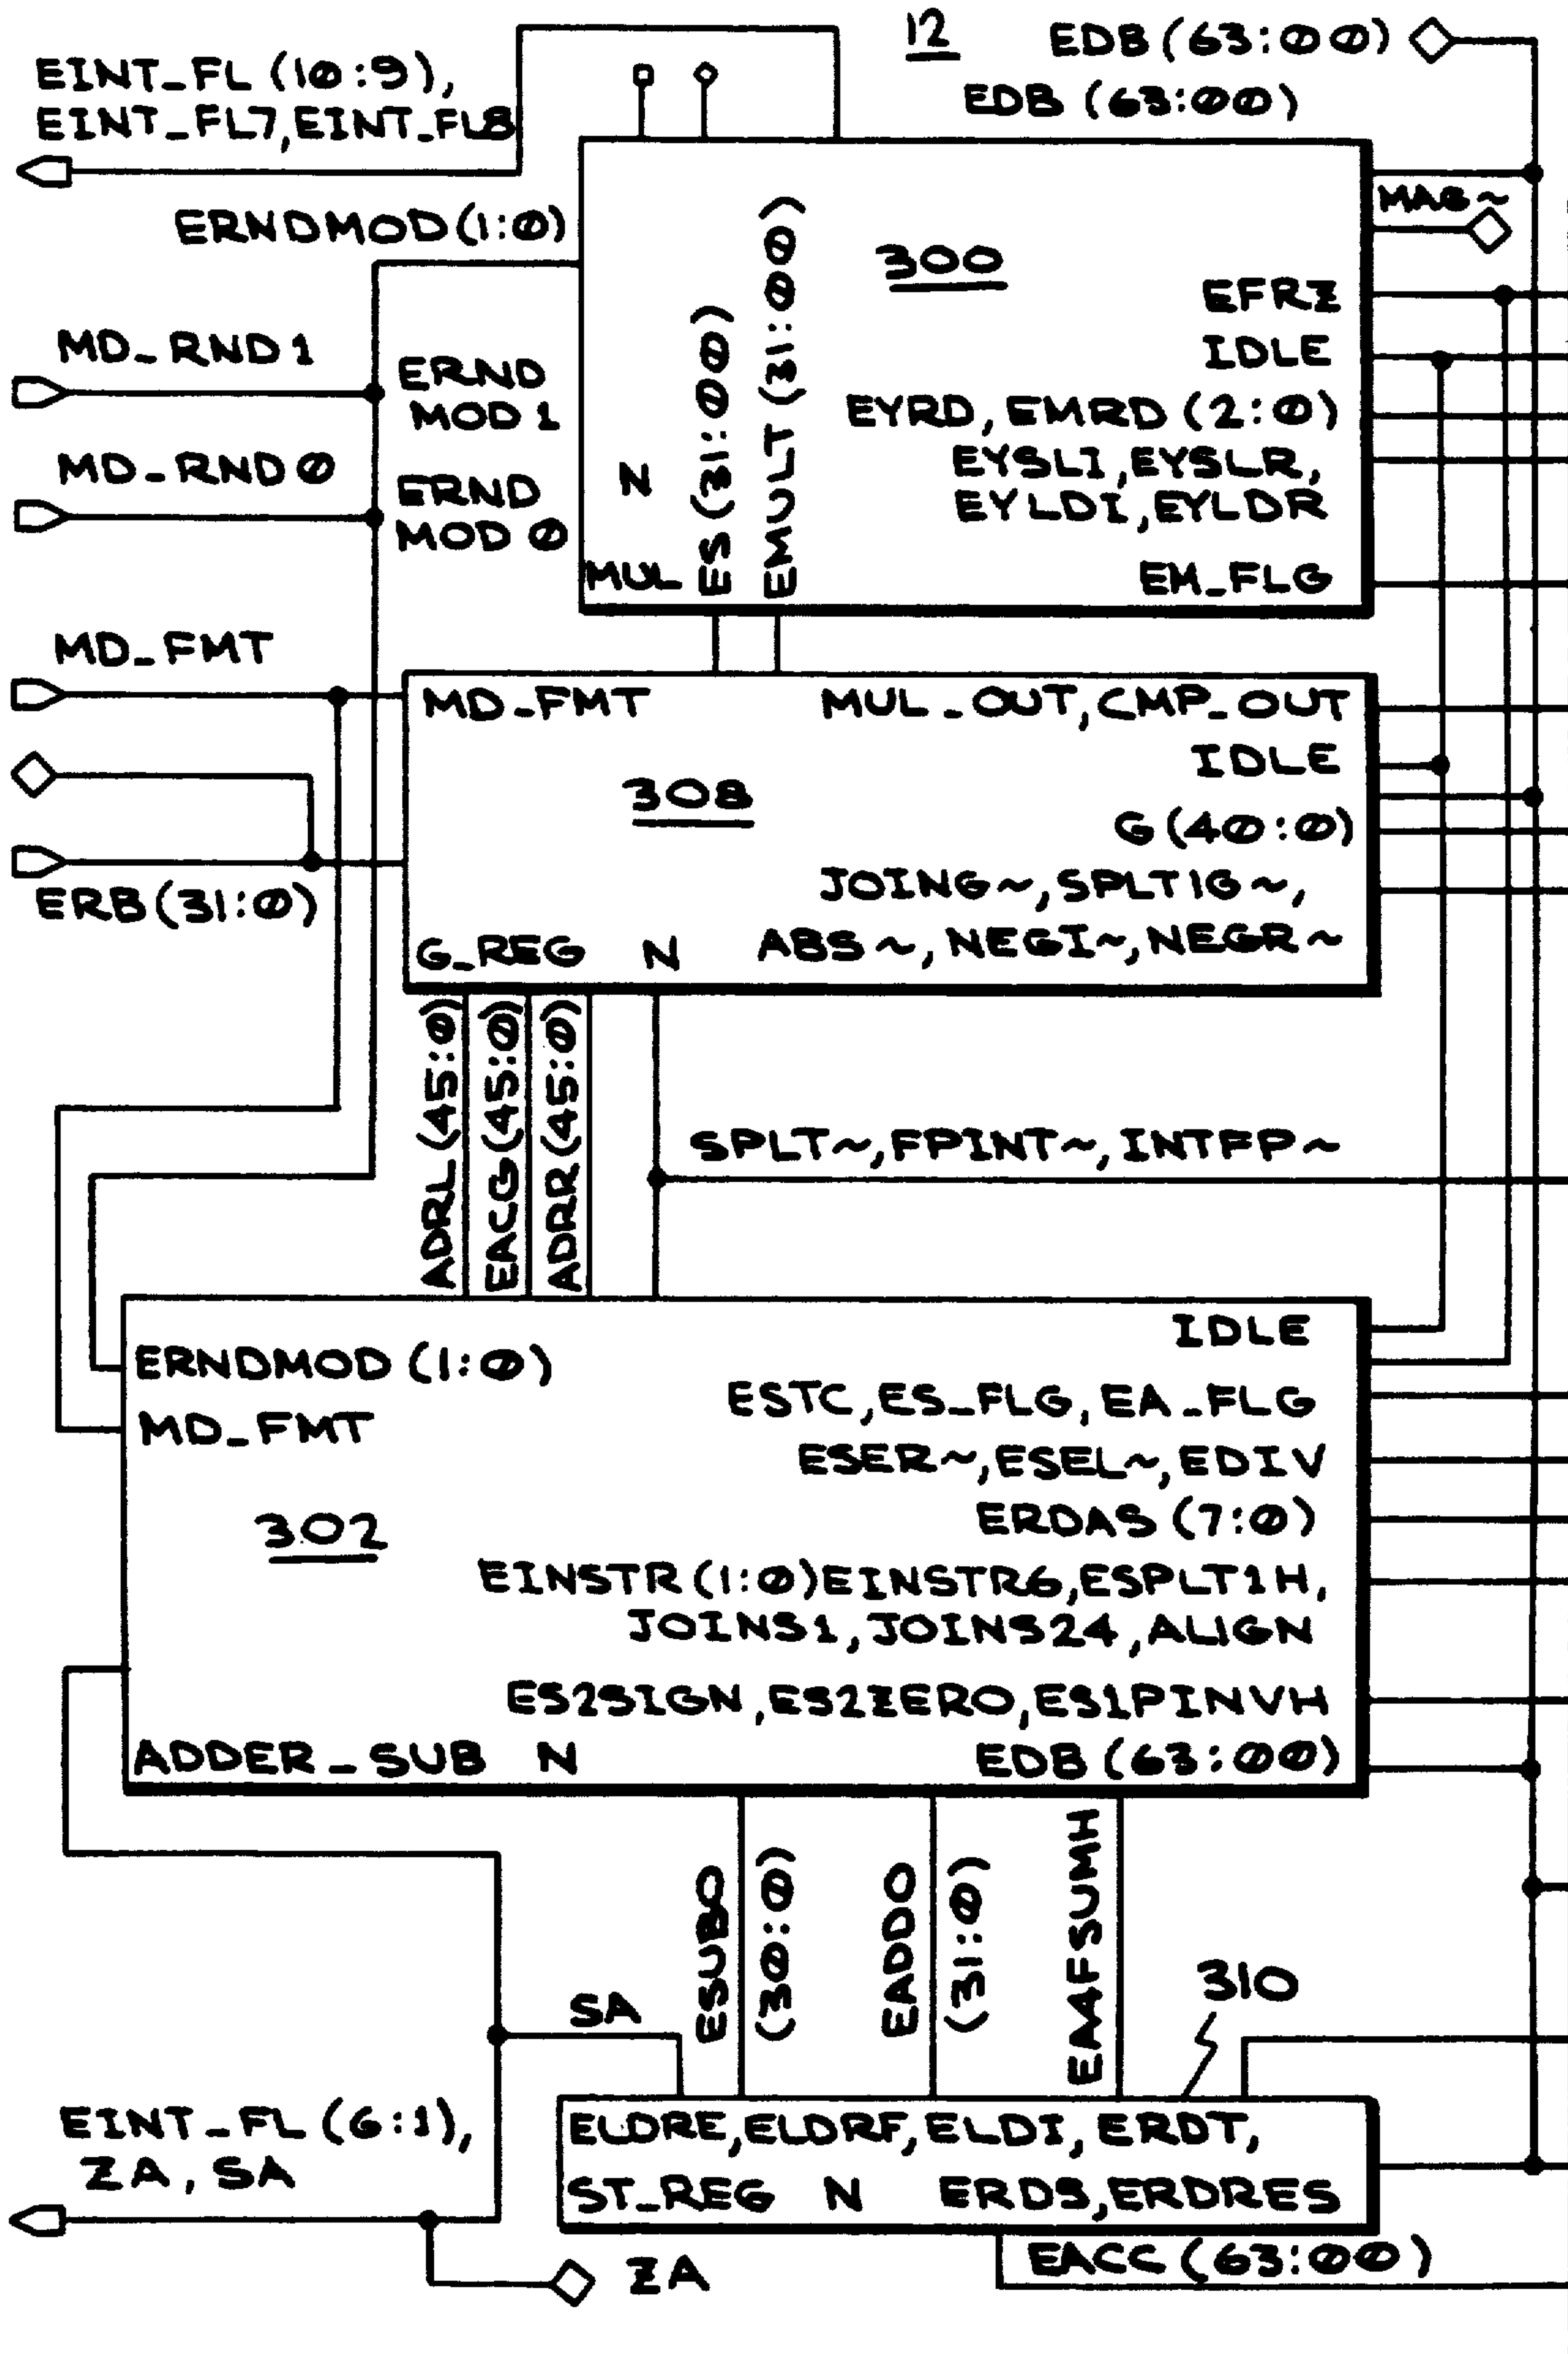 12
EDB (63:00)
EDB (63:00)
EINT_FL (10:9),
EINT_FL7, EINT_FL8
MAG~
ERNDMOD (1:0)
300
ES (31:00)
EMULT (31:00)
EFRZ
IDLE
MD_RND1
ERND
MOD 1
EYRD, EMRD (2:0)
EYSLI, EYSLR,
EYLDI, EYLDR
MD_RND0
ERND
MOD 0
N
MUL
EM_FLG
MD_FMT
MD_FMT
MUL_OUT, CMP_OUT
IDLE
308
G (40:0)
ERB (31:0)
JOING~, SPLT1G~,
G_REG N ABS~, NEGI~, NEGR~
ADRL (45:0)
EACG (45:0)
ADRR (45:0)
SPLT~, FPINT~, INTFP~
IDLE
ERNDMOD (1:0)
ESTC, ES_FLG, EA_FLG
MD_FMT
ESER~, ESEL~, EDIV
302
ERDAS (7:0)
EINSTR (1:0) EINSTR6, ESPLT1H,
JOINS1, JOINS24, ALIGN
ES2SIGN, ES2ZERO, ES1PINVH
ADDER_SUB N EDB (63:00)
ESUBO
(30:0)
EADDO
(31:0)
EA4FSUMH
310
SA
EINT_FL (6:1),
ZA, SA
ELDRE, ELDRF, ELDI, ERDT,
ST_REG N ERDS, ERDRES
EACC (63:00)
ZA